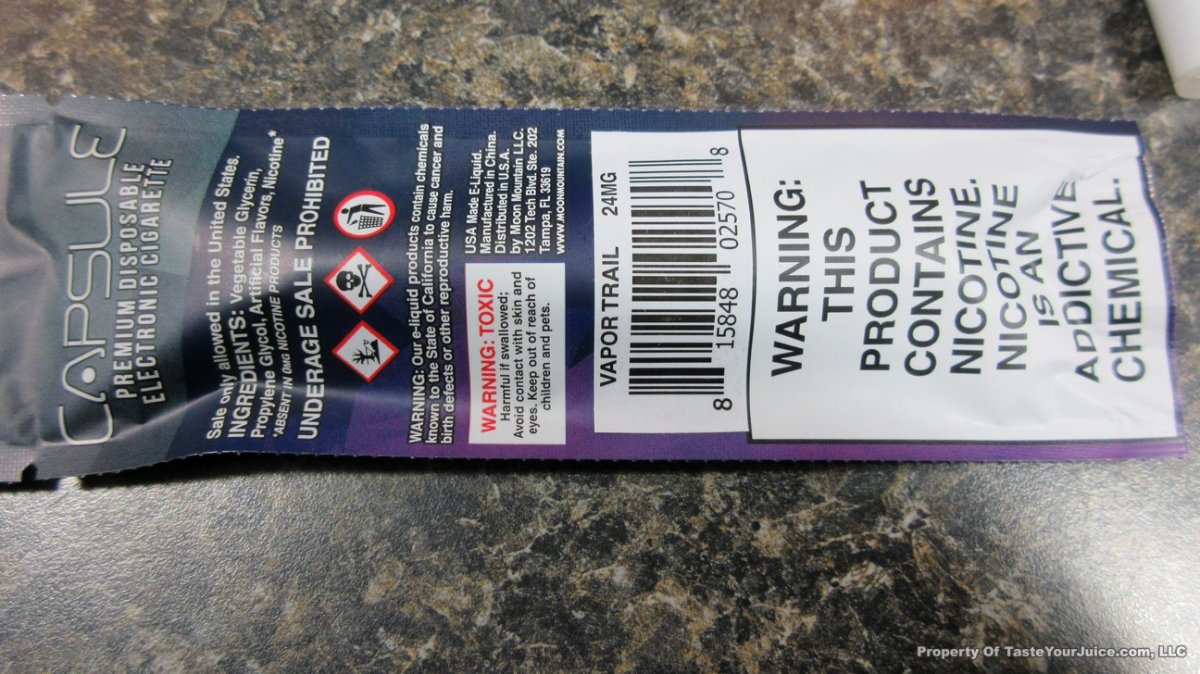 CAPSULE
PREMIUM DISPOSABLE
ELECTRONIC CIGARETTE
Sale only allowed in the United States.
INGREDIENTS: Vegetable Glycerin,
Propylene Glycol, Artificial Flavors, Nicotine*
*ABSENT IN 0MG NICOTINE PRODUCTS
UNDERAGE SALE PROHIBITED
WARNING: Our e-liquid products contain chemicals
known to the State of California to cause cancer and
birth defects or other reproductive harm.
WARNING: TOXIC
Harmful if swallowed;
Avoid contact with skin and
eyes. Keep out of reach of
children and pets.
USA Made E-Liquid.
Manufactured in China.
Distributed in U.S.A.
by Moon Mountain LLC.
1202 Tech Blvd. Ste. 202
Tampa, FL 33619
WWW.MOONMOUNTAIN.COM
VAPOR TRAIL 24MG
8 15848 02570 8
WARNING:
THIS
PRODUCT
CONTAINS
NICOTINE.
NICOTINE
IS AN
ADDICTIVE
CHEMICAL.
Property Of TasteYourJuice.com, LLC